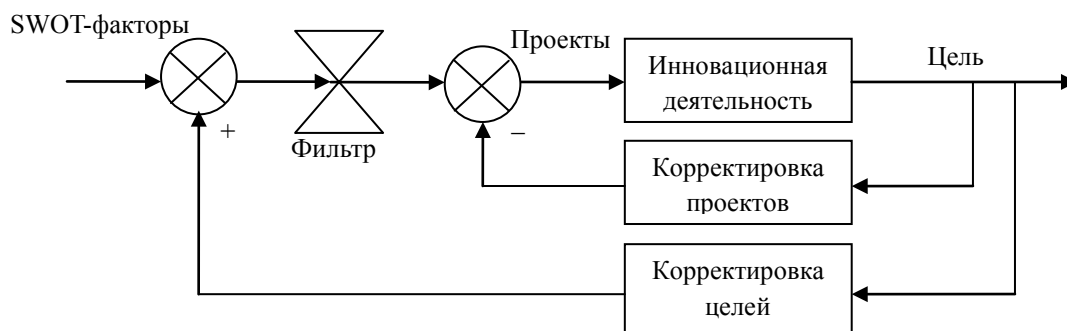 SWOT-факторы
Проекты
Инновационная
деятельность
Цель
+
Фильтр
–
Корректировка
проектов
Корректировка
целей